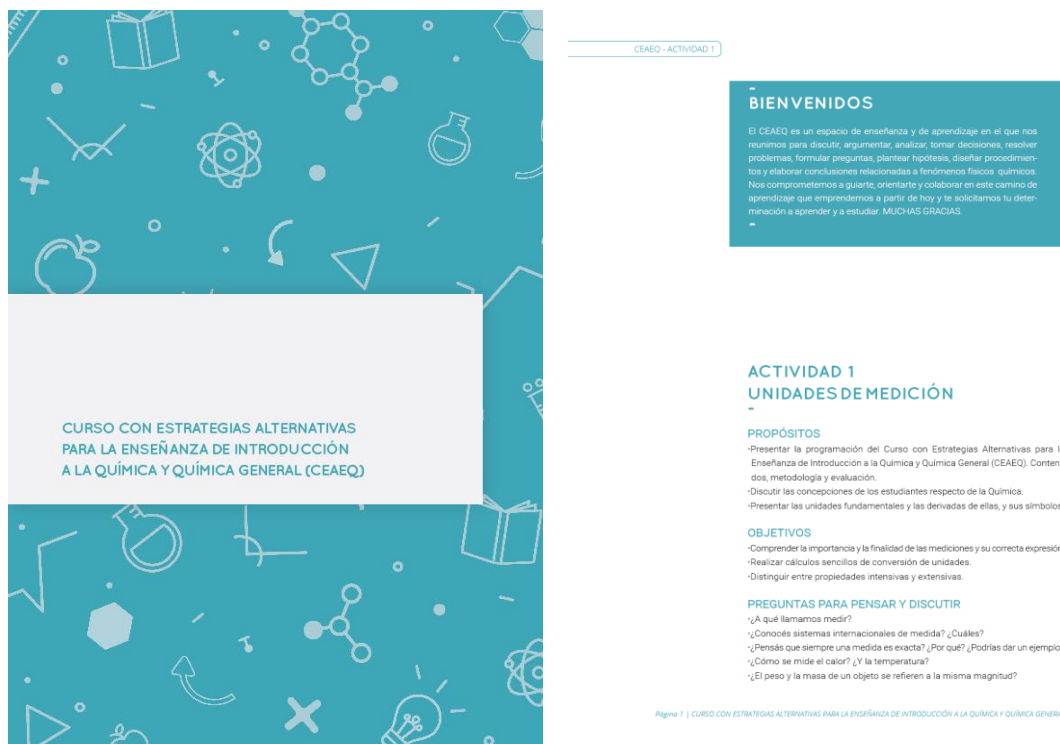 CURSO CON ESTRATEGIAS ALTERNATIVAS
PARA LA ENSEÑANZA DE INTRODUCCIÓN
A LA QUÍMICA Y QUÍMICA GENERAL (CEAEQ)
CEAEQ - ACTIVIDAD 1
BIENVENIDOS
El CEAEQ es un espacio de enseñanza y de aprendizaje en el que nos
reunimos para discutir, argumentar, analizar, tomar decisiones, resolver
problemas, formular preguntas, plantear hipótesis, diseñar procedimien-
tos y elaborar conclusiones relacionadas a fenómenos físicos químicos.
Nos comprometemos a guiarte, orientarte y colaborar en este camino de
aprendizaje que emprendemos a partir de hoy y te solicitamos tu deter-
minación a aprender y a estudiar. MUCHAS GRACIAS.
ACTIVIDAD 1
UNIDADES DE MEDICIÓN
PROPÓSITOS
•Presentar la programación del Curso con Estrategias Alternativas para l
Enseñanza de Introducción a la Química y Química General (CEAEQ). Conten
dos, metodología y evaluación.
•Discutir las concepciones de los estudiantes respecto de la Química.
•Presentar las unidades fundamentales y las derivadas de ellas, y sus símbolos
OBJETIVOS
•Comprender la importancia y la finalidad de las mediciones y su correcta expresión
•Realizar cálculos sencillos de conversión de unidades.
•Distinguir entre propiedades intensivas y extensivas.
PREGUNTAS PARA PENSAR Y DISCUTIR
•¿A qué llamamos medir?
•¿Conocés sistemas internacionales de medida? ¿Cuáles?
•¿Pensás que siempre una medida es exacta? ¿Por qué? ¿Podrías dar un ejemplo
•¿Cómo se mide el calor? ¿Y la temperatura?
•¿El peso y la masa de un objeto se refieren a la misma magnitud?
Página 1 | CURSO CON ESTRATEGIAS ALTERNATIVAS PARA LA ENSEÑANZA DE INTRODUCCIÓN A LA QUÍMICA Y QUÍMICA GENERA